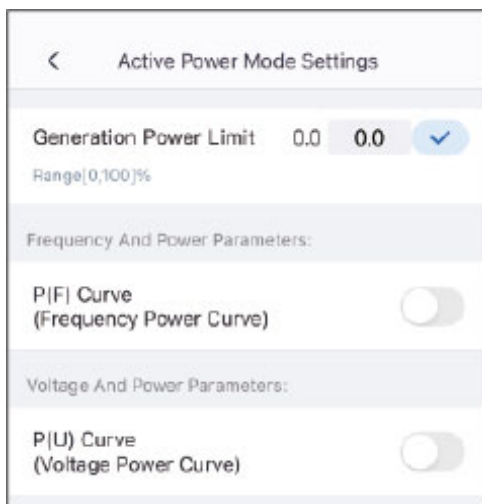 Active Power Mode Settings
Generation Power Limit 0.0 0.0
Range[0,100]%
Frequency And Power Parameters:
P(F) Curve
(Frequency Power Curve)
Voltage And Power Parameters:
P(U) Curve
(Voltage Power Curve)